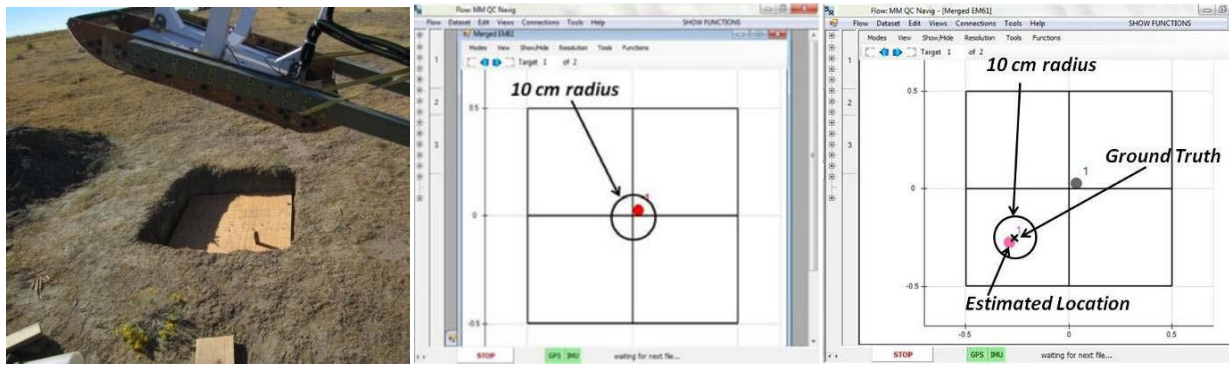 Flow: MM QC Navig
Flow Dataset Edit Views Connections Tools Help SHOW FUNCTIONS
Merged EM61
Modes View Show/Hide Resolution Tools Functions
Target 1 of 2
1
2
3
10 cm radius
0.5
0
-0.5
1
STOP GPS IMU waiting for next file...
Flow: MM QC Navig - [Merged EM61]
Flow Dataset Edit Views Connections Tools Help SHOW FUNCTIONS
Modes View Show/Hide Resolution Tools Functions
Target 1 of 2
1
2
3
10 cm radius
0.5
Ground Truth
1
0
1
Estimated Location
-0.5
-0.5 0 0.5
STOP GPS IMU waiting for next file...